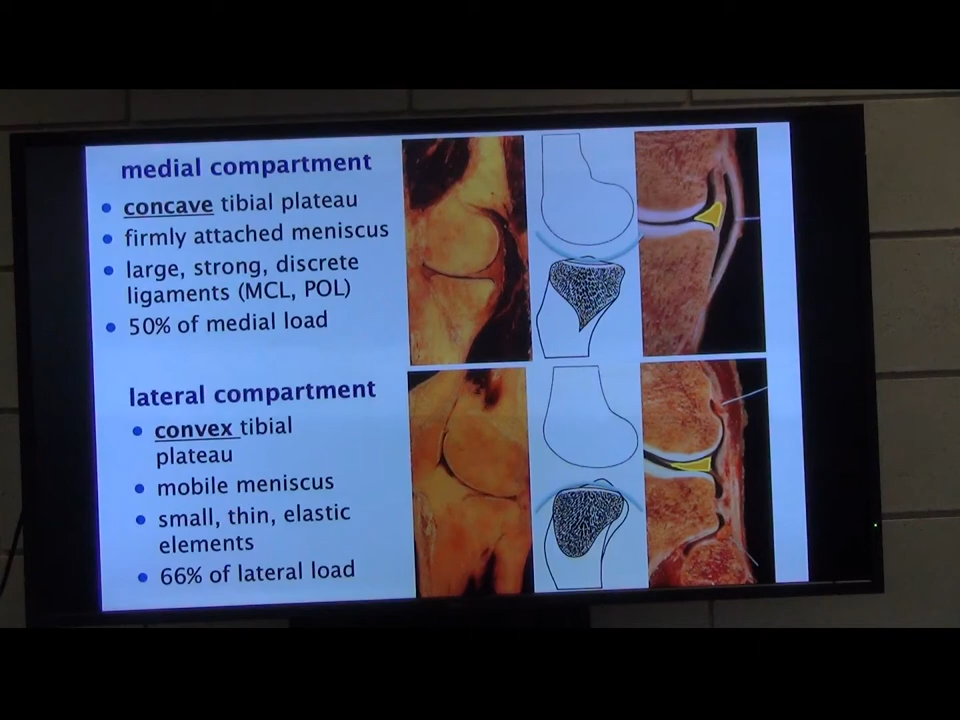 medial compartment
concave tibial plateau
firmly attached meniscus
large, strong, discrete
ligaments (MCL, POL)
50% of medial load
lateral compartment
convex tibial
plateau
mobile meniscus
small, thin, elastic
elements
66% of lateral load